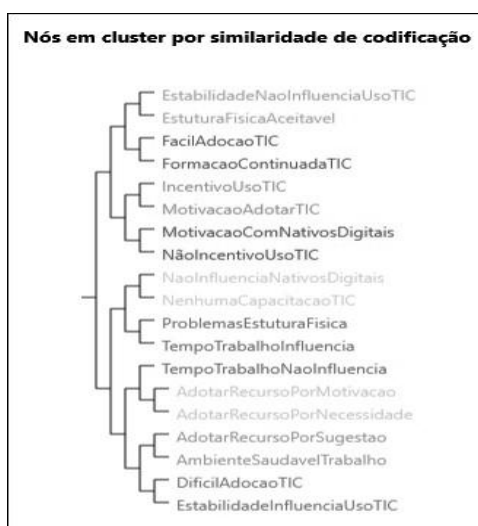 Nós em cluster por similaridade de codificação
EstabilidadeNaoInfluenciaUsoTIC
EstuturaFisicaAceitavel
FacilAdocaoTIC
FormacaoContinuadaTIC
IncentivoUsoTIC
MotivacaoAdotarTIC
MotivacaoComNativosDigitais
NãoIncentivoUsoTIC
NaoInfluenciaNativosDigitais
NenhumaCapacitacaoTIC
ProblemasEstuturaFisica
TempoTrabalhoInfluencia
TempoTrabalhoNaoInfluencia
AdotarRecursoPorMotivacao
AdotarRecursoPorNecessidade
AdotarRecursoPorSugestao
AmbienteSaudavelTrabalho
DificilAdocaoTIC
EstabilidadeInfluenciaUsoTIC